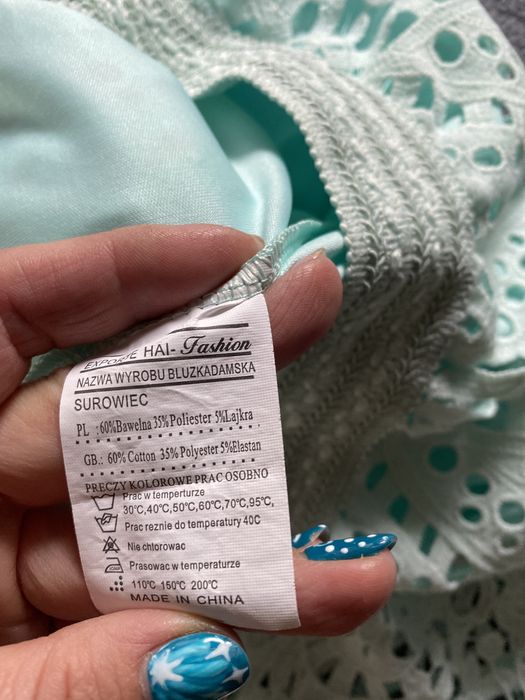 EXPORTE HAI-Fashion
NAZWA WYROBU BLUZKADAMSKA
SUROWIEC
PL :60%Bawelna 35%Poliester 5%Lajkra
GB.: 60% Cotton 35% Polyester 5%Elastan
PRECZY KOLOROWE PRAC OSOBNO
Prac w temperturze
30℃,40℃,50℃,60℃,70℃,95℃,
Prac reznie do temperatury 40C
Nie chlorowac
Prasowac w temperaturze
110℃ 150℃ 200℃
MADE IN CHINA